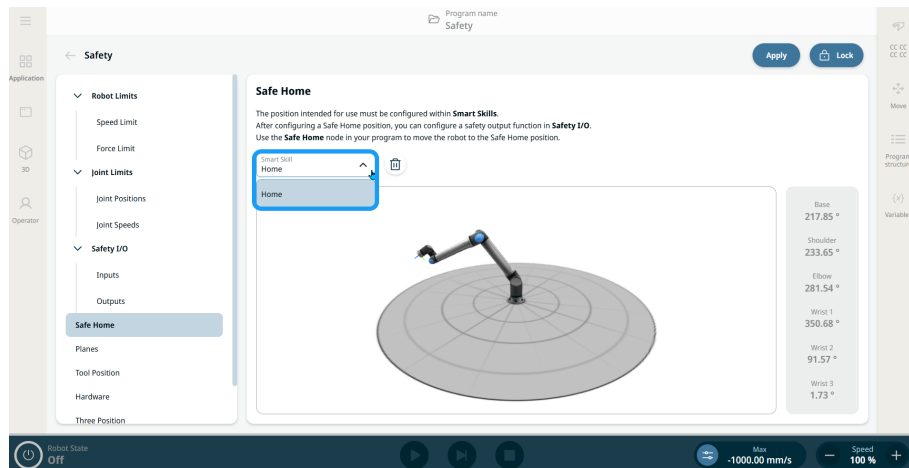 Program name
Safety
Safety
Apply
Lock
Application
3D
Operator
Robot Limits
Speed Limit
Force Limit
Joint Limits
Joint Positions
Joint Speeds
Safety I/O
Inputs
Outputs
Safe Home
Planes
Tool Position
Hardware
Three Position
Safe Home
The position intended for use must be configured within Smart Skills.
After configuring a Safe Home position, you can configure a safety output function in Safety I/O.
Use the Safe Home node in your program to move the robot to the Safe Home position.
Smart Skill
Home
Home
Base
217.85 °
Shoulder
233.65 °
Elbow
281.54 °
Wrist 1
350.68 °
Wrist 2
91.57 °
Wrist 3
1.73 °
CC CC
CC CC
Move
Program
structure
{x}
Variable
Robot State
Off
Max
-1000.00 mm/s
Speed
100 %